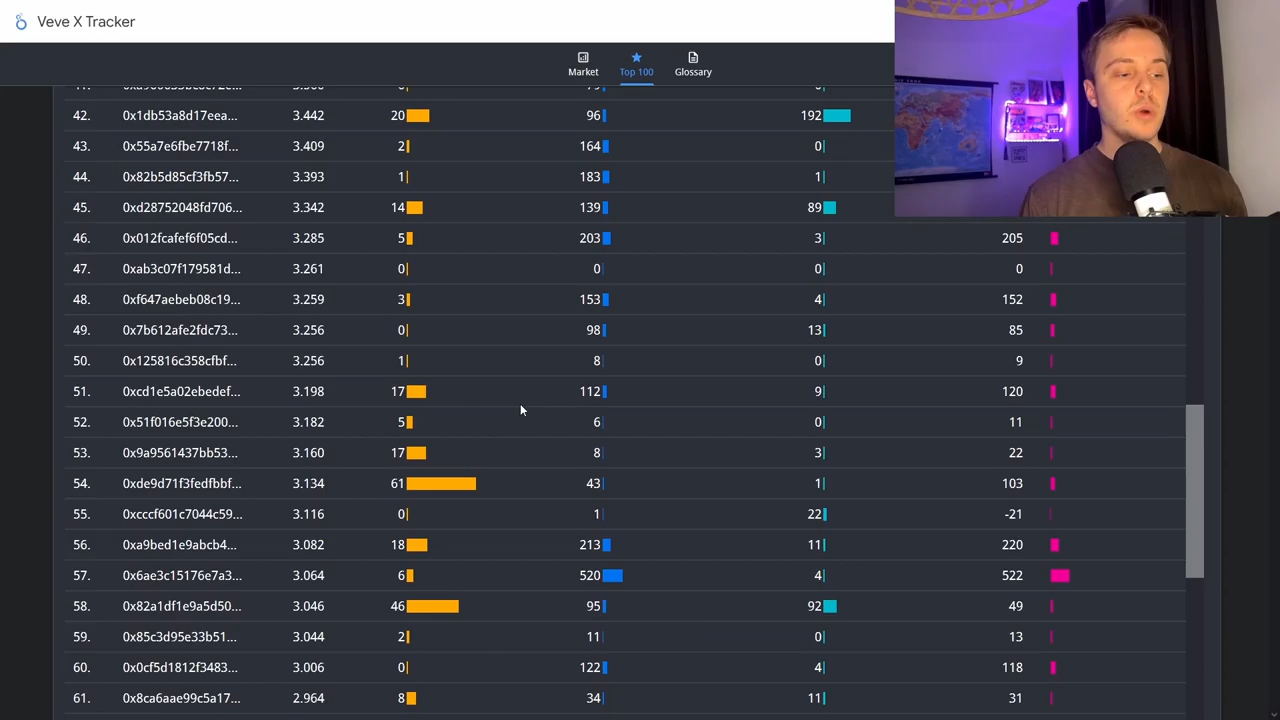 Veve X Tracker
Market Top 100 Glossary
42. 0x1db53a8d17eea... 3.442 20 96 192
43. 0x55a7e6fbe7718f... 3.409 2 164 0
44. 0x82b5d85cf3fb57... 3.395 1 183 1
45. 0xd28752048fd706... 3.342 14 139 89
46. 0x012fcafef6f05cd... 3.285 5 203 3 205
47. 0xab3c07f179581d... 3.261 0 0 0 0
48. 0xf647aebeb08c19... 3.259 3 153 4 152
49. 0x7b612afe2fdc73... 3.256 0 98 13 85
50. 0x125816c358cfbf... 3.256 1 8 0 9
51. 0xcd1e5a02ebedef... 3.198 17 112 9 120
52. 0x51f016e5f3e200... 3.182 5 6 0 11
53. 0x9a9561437bb53... 3.160 17 8 3 22
54. 0xde9d71f3fedfbbf... 3.134 61 43 1 103
55. 0xcccf601c7044c59... 3.116 0 1 22 -21
56. 0xa9bed1e9abcb4... 3.082 18 213 11 220
57. 0x6ae3c15176e7a3... 3.064 6 520 4 522
58. 0x82a1df1e9a5d50... 3.046 46 95 92 49
59. 0x85c3d95e33b51... 3.044 2 11 0 13
60. 0x0cf5d1812f3483... 3.006 0 122 4 118
61. 0x8ca6aae99c5a17... 2.964 8 34 11 31